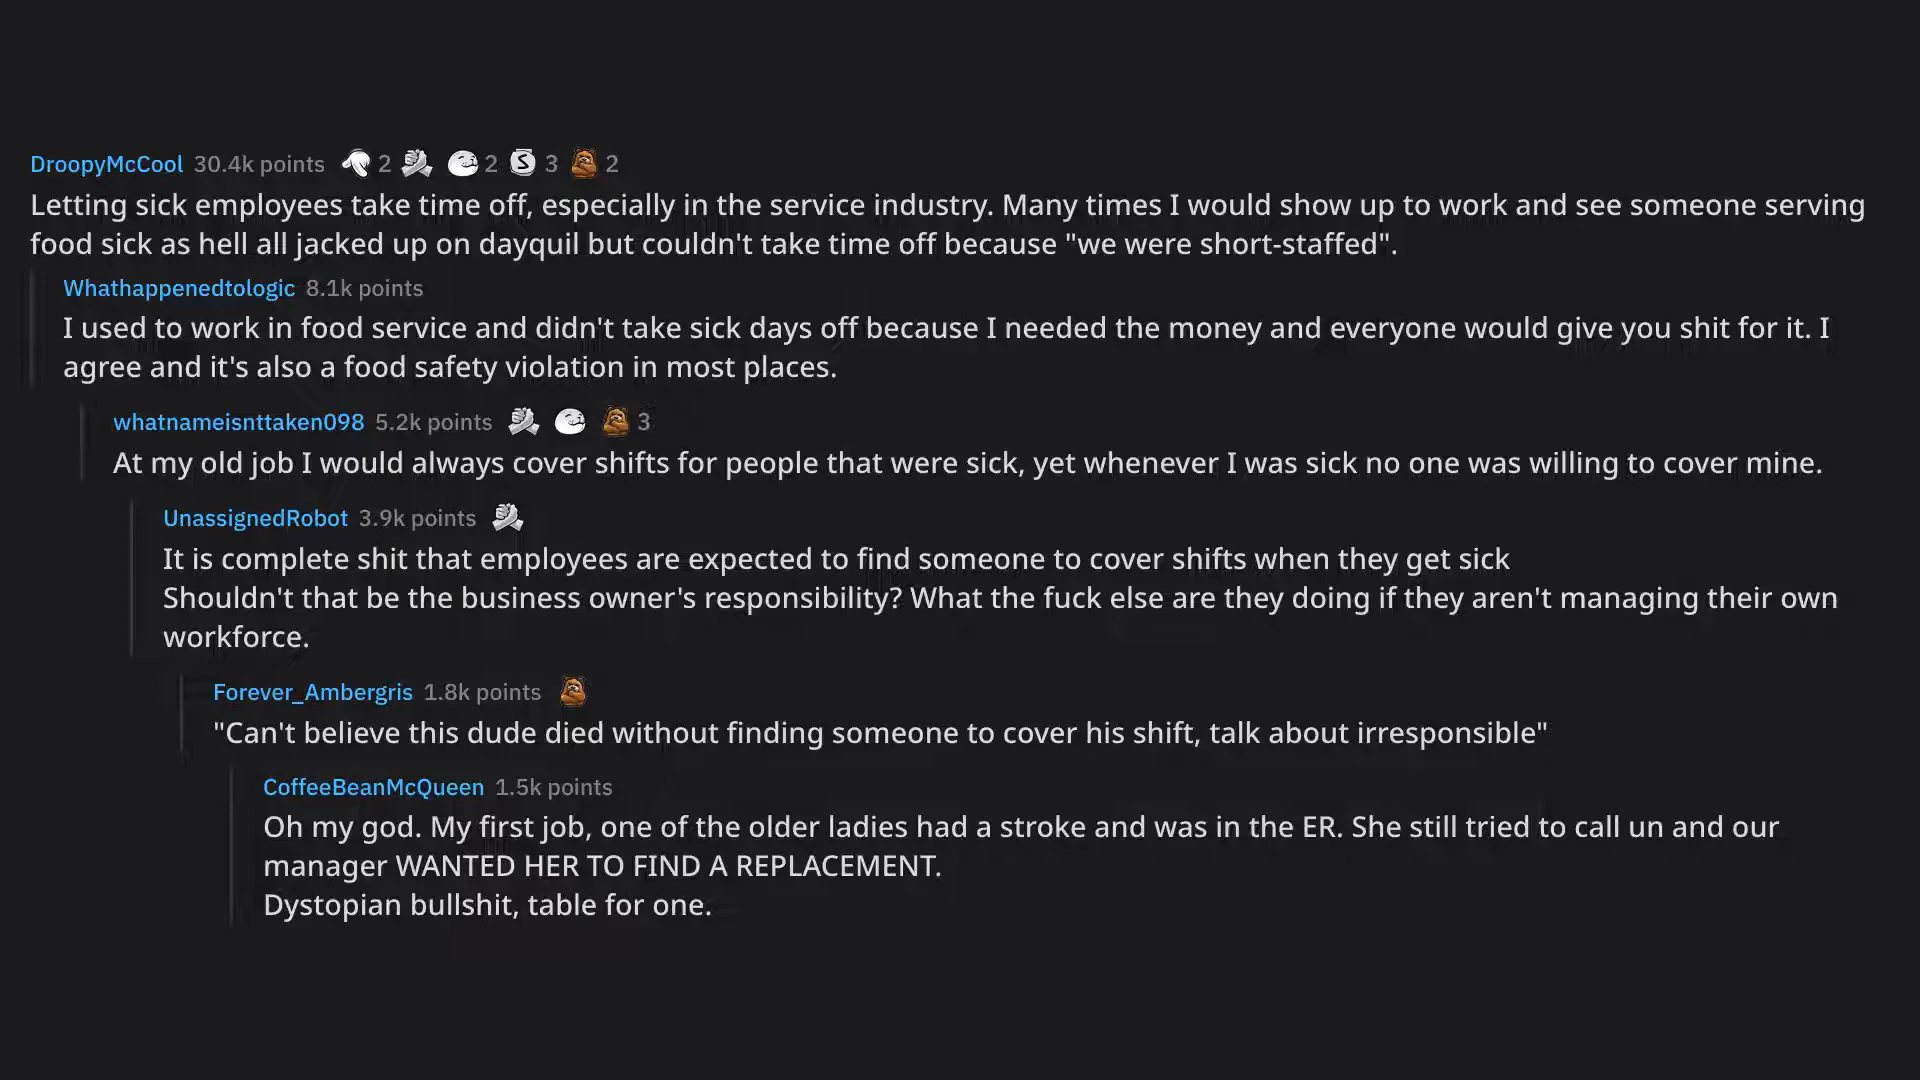 DroopyMcCool 30.4k points 2 2 3 2
Letting sick employees take time off, especially in the service industry. Many times I would show up to work and see someone serving
food sick as hell all jacked up on dayquil but couldn't take time off because "we were short-staffed".
Whathappenedtologic 8.1k points
I used to work in food service and didn't take sick days off because I needed the money and everyone would give you shit for it. I
agree and it's also a food safety violation in most places.
whatnameisnttaken098 5.2k points 3
At my old job I would always cover shifts for people that were sick, yet whenever I was sick no one was willing to cover mine.
UnassignedRobot 3.9k points
It is complete shit that employees are expected to find someone to cover shifts when they get sick
Shouldn't that be the business owner's responsibility? What the fuck else are they doing if they aren't managing their own
workforce.
Forever_Ambergris 1.8k points
"Can't believe this dude died without finding someone to cover his shift, talk about irresponsible"
CoffeeBeanMcQueen 1.5k points
Oh my god. My first job, one of the older ladies had a stroke and was in the ER. She still tried to call un and our
manager WANTED HER TO FIND A REPLACEMENT.
Dystopian bullshit, table for one.